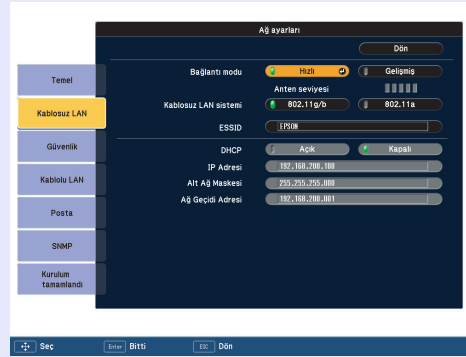 Ağ ayarları
Dön
Temel
Kablosuz LAN
Güvenlik
Kablolu LAN
Posta
SNMP
Kurulum
tamamlandı
Bağlantı modu Hızlı Gelişmiş
Anten seviyesi
Kablosuz LAN sistemi 802.11g/b 802.11a
ESSID EPSON
DHCP Açık Kapalı
IP Adresi 192.168.200.100
Alt Ağ Maskesi 255.255.255.000
Ağ Geçidi Adresi 192.168.200.001
Seç Enter Bitti ESC Dön